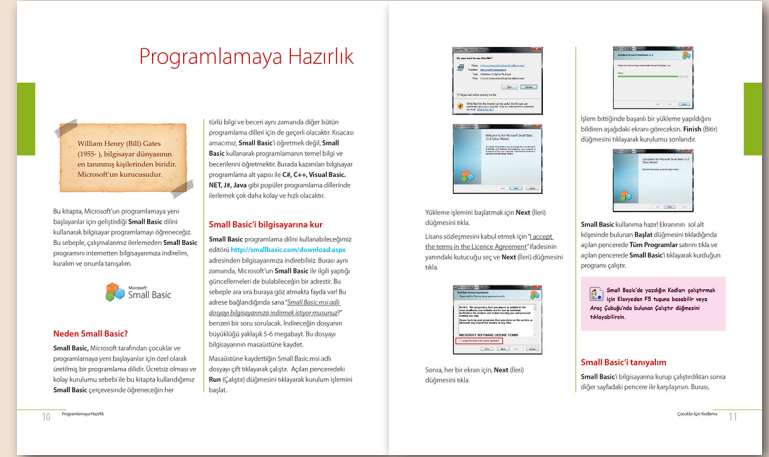 Programlamaya Hazırlık
William Henry (Bill) Gates
(1955- ), bilgisayar dünyasının
en tanınmış kişilerinden biridir.
Microsoft'un kurucusudur.
Bu kitapta, Microsoft'un programlamaya yeni
başlayanlar için geliştirdiği Small Basic dilini
kullanarak bilgisayar programlamayı öğreneceğiz.
Bu sebeple, çalışmalarımız ilerlemeden Small Basic
programını internetten bilgisayarımıza indirelim,
kuralım ve onunla tanışalım.
Microsoft
Small Basic
Neden Small Basic?
Small Basic, Microsoft tarafından çocuklar ve
programlamaya yeni başlayanlar için özel olarak
üretilmiş bir programlama dilidir. Ücretsiz olması ve
kolay kurulumu sebebi ile bu kitapta kullandığımız
Small Basic çerçevesinde öğreneceğin her
türlü bilgi ve beceri aynı zamanda diğer bütün
programlama dilleri için de geçerli olacaktır. Kısacası
amacımız, Small Basic'i öğretmek değil, Small
Basic kullanarak programlamanın temel bilgi ve
becerilerini öğretmektir. Burada kazanılan bilgisayar
programlama alt yapısı ile C#, C++, Visual Basic.
NET, J#, Java gibi popüler programlama dillerinde
ilerlemek çok daha kolay ve hızlı olacaktır.
Small Basic'i bilgisayarına kur
Small Basic programlama dilini kullanabileceğimiz
editörü http://smallbasic.com/download.aspx
adresinden bilgisayarımıza indirebiliriz. Burası aynı
zamanda, Microsoft'un Small Basic ile ilgili yaptığı
güncellemeleri de bulabileceğin bir adrestir. Bu
sebeple ara sıra buraya göz atmakta fayda var! Bu
adrese bağlandığında sana "Small Basic.msi adlı
dosyayı bilgisayarınıza indirmek istiyor musunuz?"
benzeri bir soru sorulacak. İndireceğin dosyanın
büyüklüğü yaklaşık 5-6 megabayt. Bu dosyayı
bilgisayarının masaüstüne kaydet.
Masaüstüne kaydettiğin Small Basic.msi adlı
dosyayı çift tıklayarak çalıştır. Açılan penceredeki
Run (Çalıştır) düğmesini tıklayarak kurulum işlemini
başlat.
10
Programlamaya Hazırlık
Yükleme işlemini başlatmak için Next (İleri)
düğmesini tıkla.
Lisans sözleşmesini kabul etmek için "I accept
the terms in the Licence Agreement" ifadesinin
yanındaki kutucuğu seç ve Next (İleri) düğmesini
tıkla.
MICROSOFT SOFTWARE LICENSE TERMS
Sonra, her bir ekran için, Next (İleri)
düğmesini tıkla.
İşlem bittiğinde başarılı bir yükleme yapıldığını
bildiren aşağıdaki ekranı göreceksin. Finish (Bitir)
düğmesini tıklayarak kurulumu sonlandır.
Small Basic kullanıma hazır! Ekranının sol alt
köşesinde bulunan Başlat düğmesini tıkladığında
açılan pencerede Tüm Programlar satırını tıkla ve
açılan pencerede Small Basic'i tıklayarak kurduğun
programı çalıştır.
Small Basic'de yazdığın Kodları çalıştırmak
için Klavyeden F5 tuşuna basabilir veya
Araç Çubuğu'nda bulunan Çalıştır düğmesini
tıklayabilirsin.
Small Basic'i tanıyalım
Small Basic'i bilgisayarına kurup çalıştırdıktan sonra
diğer sayfadaki pencere ile karşılaşırsın. Burası,
Çocuklar İçin Kodlama
11